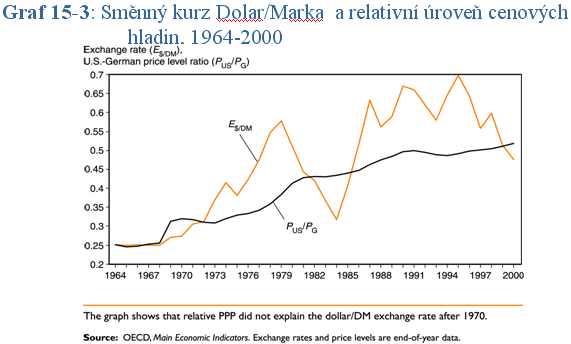 Graf 15-3: Směnný kurz Dolar/Marka a relativní úroveň cenových
hladin, 1964-2000
Exchange rate (E$/DM),
U.S.-German price level ratio (PUS/PG)
0.7
0.65
0.6
0.55
0.5
0.45
0.4
0.35
0.3
0.25
0.2
E$/DM
PUS/PG
1964 1967 1970 1973 1976 1979 1982 1985 1988 1991 1994 1997 2000
The graph shows that relative PPP did not explain the dollar/DM exchange rate after 1970.
Source: OECD, Main Economic Indicators. Exchange rates and price levels are end-of-year data.